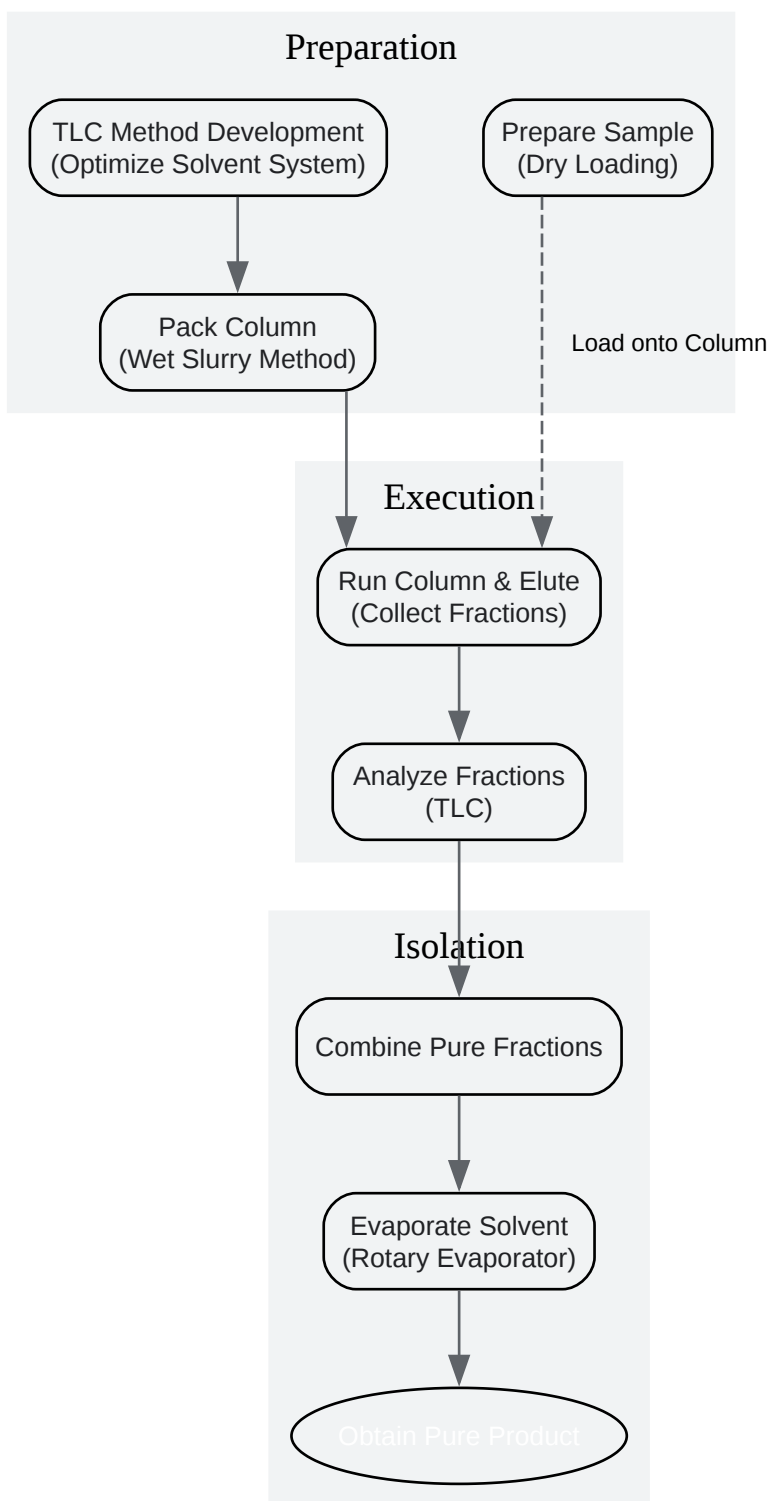 Preparation
TLC Method Development
(Optimize Solvent System)
Prepare Sample
(Dry Loading)
Pack Column
(Wet Slurry Method)
Load onto Column
Execution
Run Column & Elute
(Collect Fractions)
Analyze Fractions
(TLC)
Isolation
Combine Pure Fractions
Evaporate Solvent
(Rotary Evaporator)
Obtain Pure Product